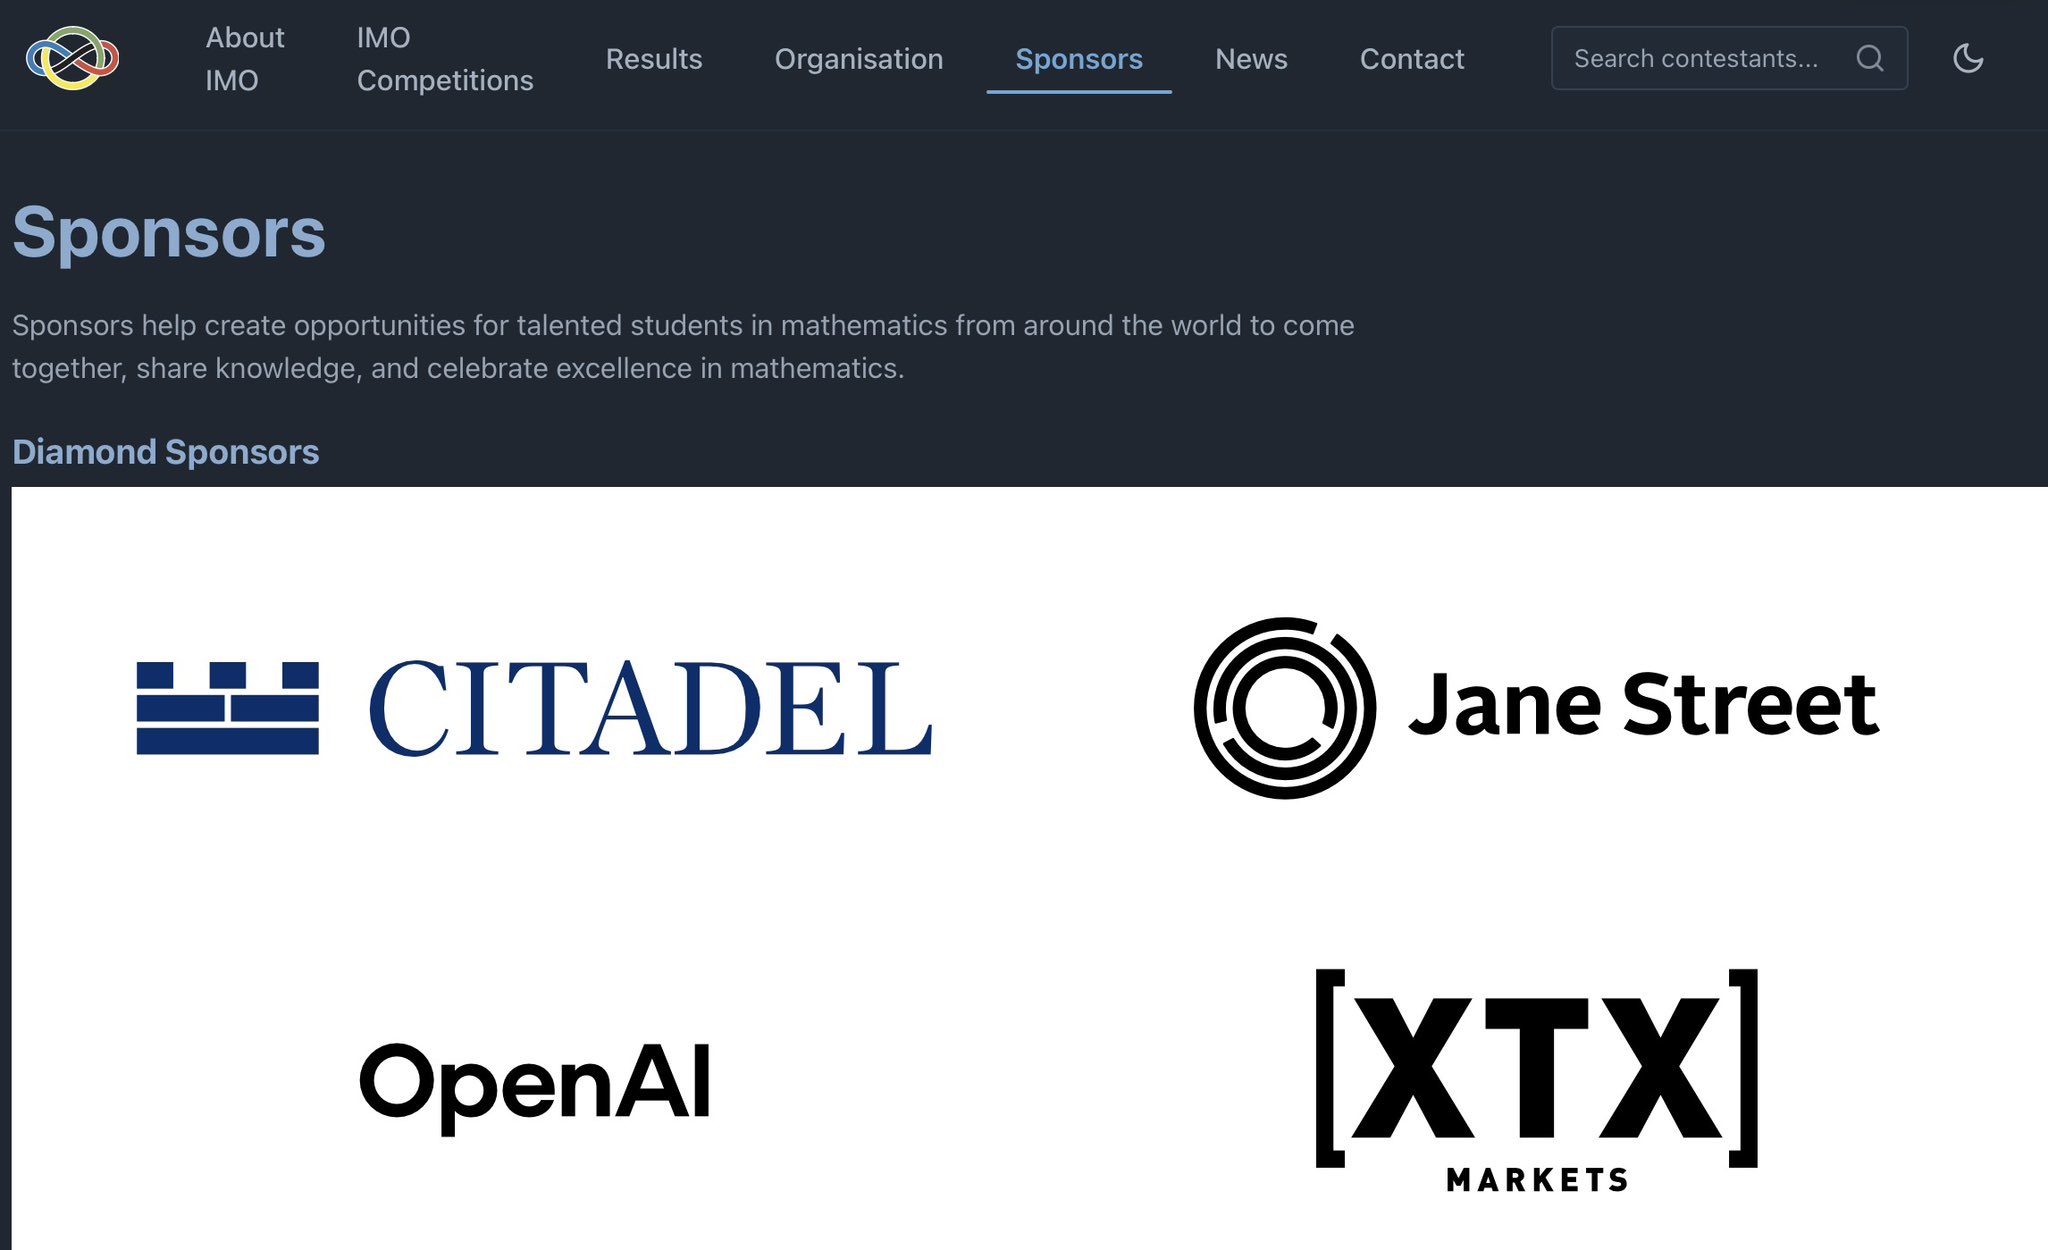 About
IMO
IMO
Competitions
Results
Organisation
Sponsors
News
Contact
Search contestants...
Sponsors
Sponsors help create opportunities for talented students in mathematics from around the world to come
together, share knowledge, and celebrate excellence in mathematics.
Diamond Sponsors
CITADEL
Jane Street
OpenAI
[XTX]
MARKETS